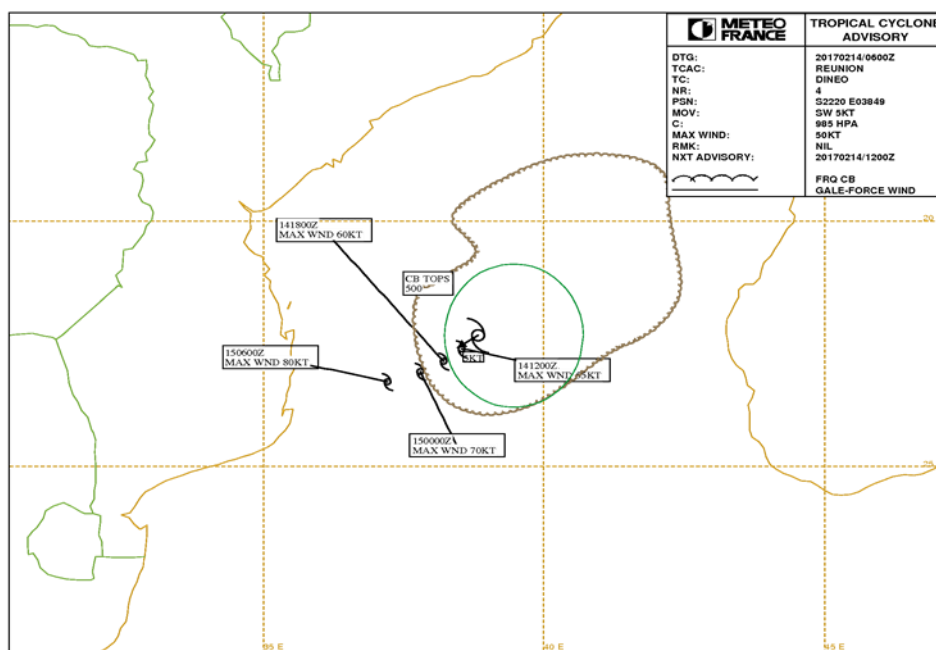 METEO
FRANCE
TROPICAL CYCLONE
ADVISORY
DTG: 20170214/0600Z
TCAC: REUNION
TC: DINEO
NR: 4
PSN: S2220 E03849
MOV: SW 5KT
C: 985 HPA
MAX WIND: 50KT
RMK: NIL
NXT ADVISORY: 20170214/1200Z
FRQ CB
GALE-FORCE WIND
20
141800Z
MAX WND 60KT
CB TOPS
500
5KT
150600Z
MAX WND 80KT
141200Z
MAX WND 55KT
150000Z
MAX WND 70KT
25
35 E
40 E
45 E